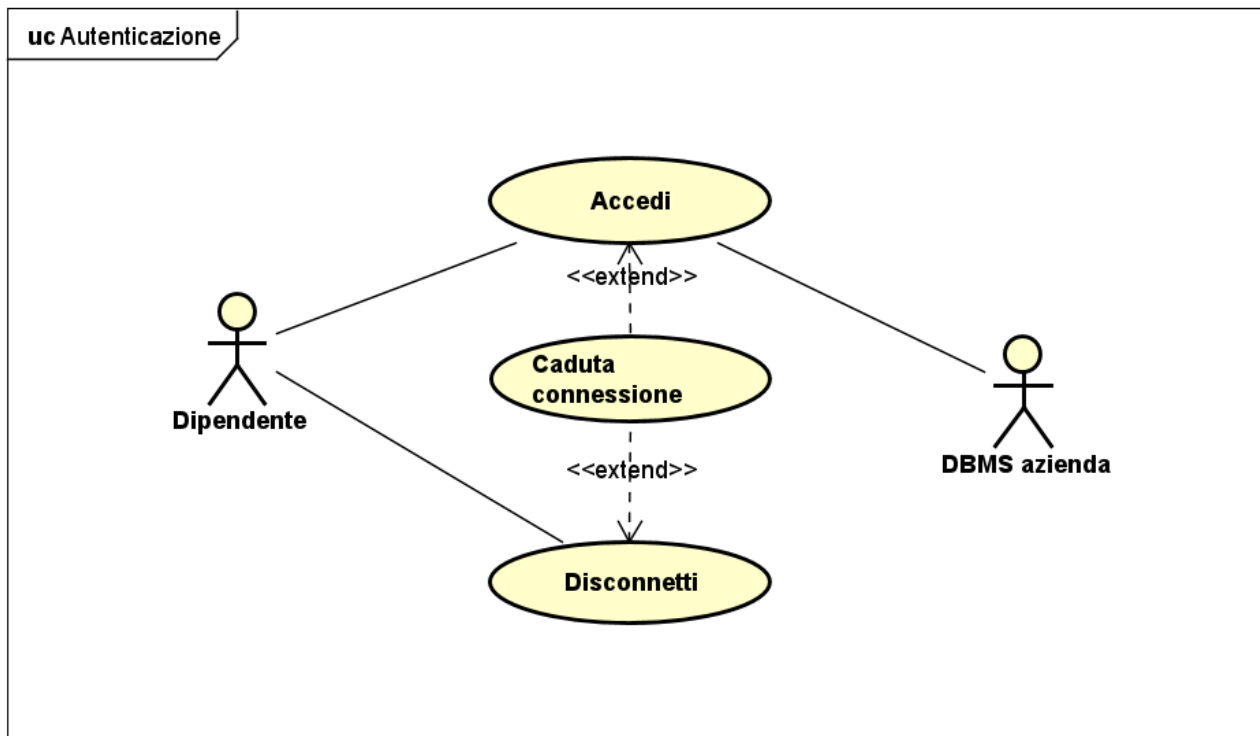 uc Autenticazione
Accedi
<<extend>>
Caduta
connessione
Dipendente
DBMS azienda
<<extend>>
Disconnetti